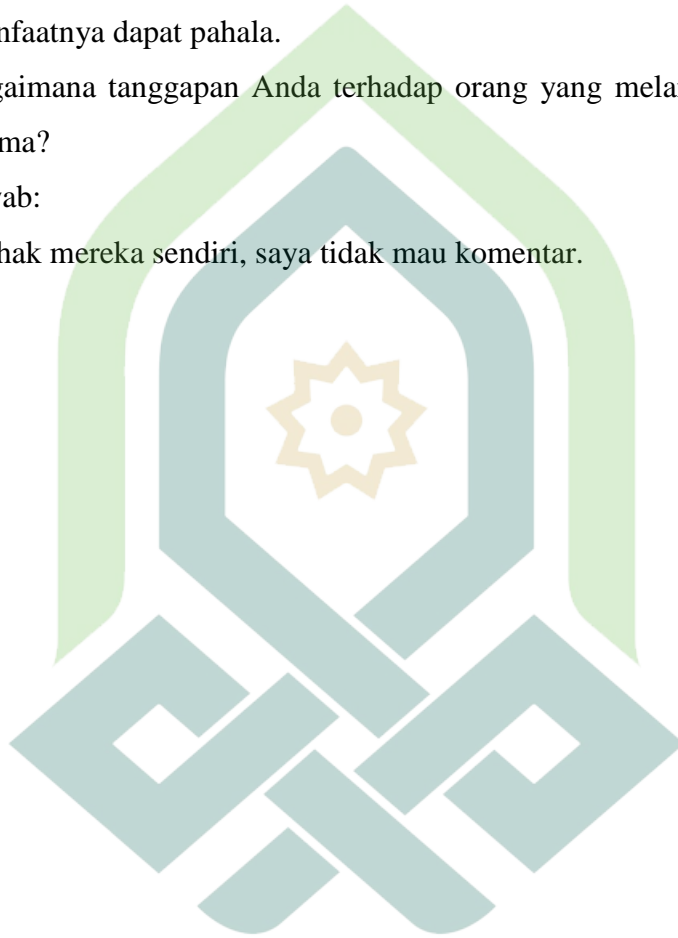 nfaatnya dapat pahala.
gaimana tanggapan Anda terhadap orang yang mela
ma?
ab:
hak mereka sendiri, saya tidak mau komentar.